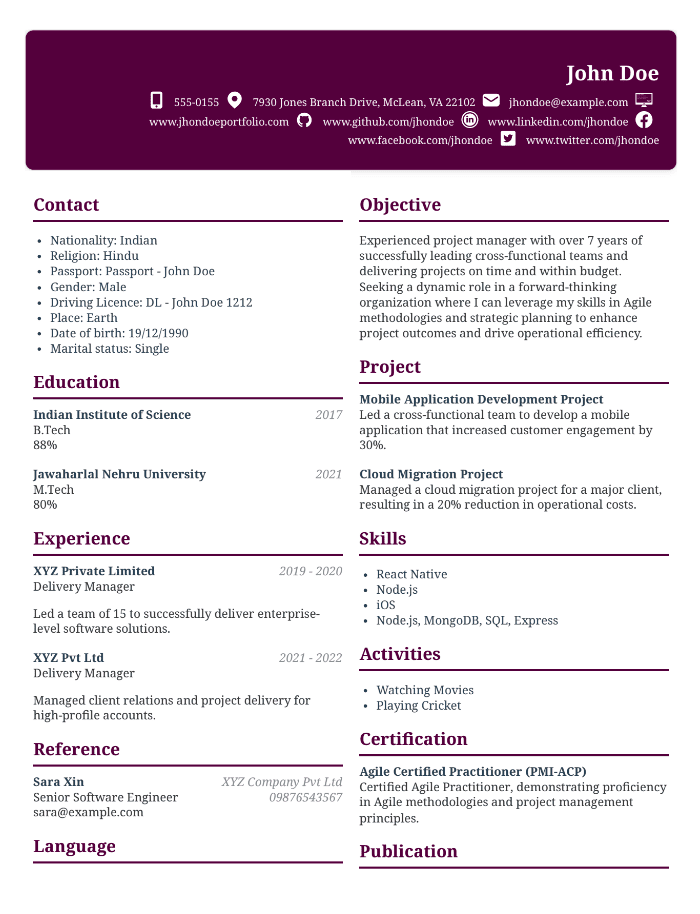 John Doe
555-0155 7930 Jones Branch Drive, McLean, VA 22102 jhondoe@example.com
www.jhondoeportfolio.com www.github.com/jhondoe www.linkedin.com/jhondoe
www.facebook.com/jhondoe www.twitter.com/jhondoe
Contact
• Nationality: Indian
• Religion: Hindu
• Passport: Passport - John Doe
• Gender: Male
• Driving Licence: DL - John Doe 1212
• Place: Earth
• Date of birth: 19/12/1990
• Marital status: Single
Education
Indian Institute of Science 2017
B.Tech
88%
Jawaharlal Nehru University 2021
M.Tech
80%
Experience
XYZ Private Limited 2019 - 2020
Delivery Manager
Led a team of 15 to successfully deliver enterprise-
level software solutions.
XYZ Pvt Ltd 2021 - 2022
Delivery Manager
Managed client relations and project delivery for
high-profile accounts.
Reference
Sara Xin XYZ Company Pvt Ltd
Senior Software Engineer 09876543567
sara@example.com
Language
Objective
Experienced project manager with over 7 years of
successfully leading cross-functional teams and
delivering projects on time and within budget.
Seeking a dynamic role in a forward-thinking
organization where I can leverage my skills in Agile
methodologies and strategic planning to enhance
project outcomes and drive operational efficiency.
Project
Mobile Application Development Project
Led a cross-functional team to develop a mobile
application that increased customer engagement by
30%.
Cloud Migration Project
Managed a cloud migration project for a major client,
resulting in a 20% reduction in operational costs.
Skills
• React Native
• Node.js
• iOS
• Node.js, MongoDB, SQL, Express
Activities
• Watching Movies
• Playing Cricket
Certification
Agile Certified Practitioner (PMI-ACP)
Certified Agile Practitioner, demonstrating proficiency
in Agile methodologies and project management
principles.
Publication